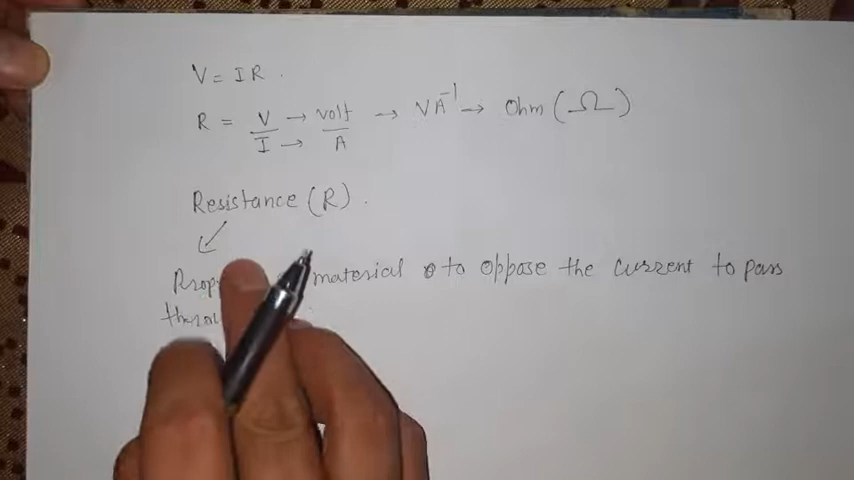 V = IR.
R = V/I → volt/A → VA⁻¹ → Ohm (Ω)
Resistance (R).
↙
material to oppose the current to pass